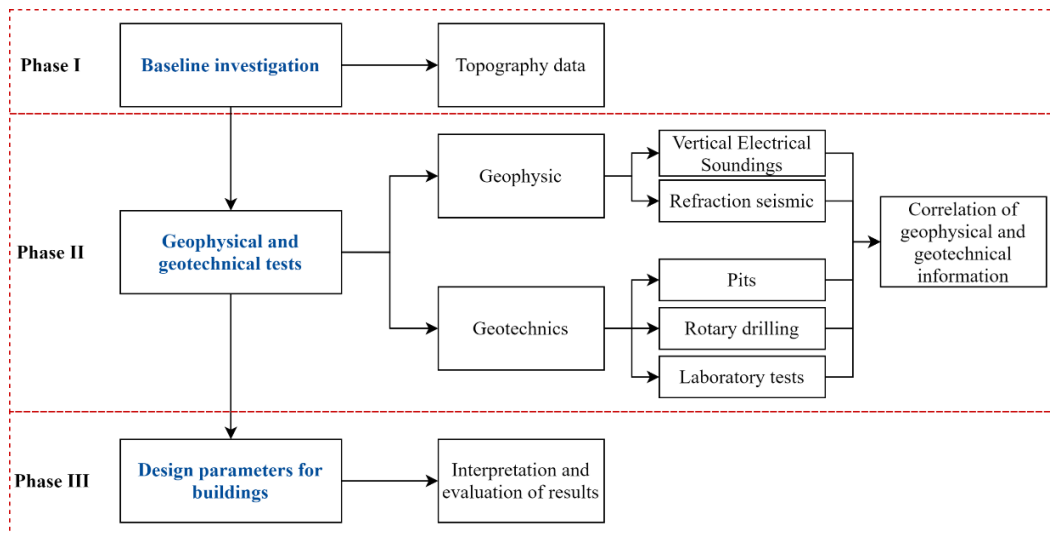 Phase I
Baseline investigation
Topography data
Phase II
Geophysical and
geotechnical tests
Geophysic
Vertical Electrical
Soundings
Refraction seismic
Geotechnics
Pits
Rotary drilling
Laboratory tests
Correlation of
geophysical and
geotechnical
information
Phase III
Design parameters for
buildings
Interpretation and
evaluation of results